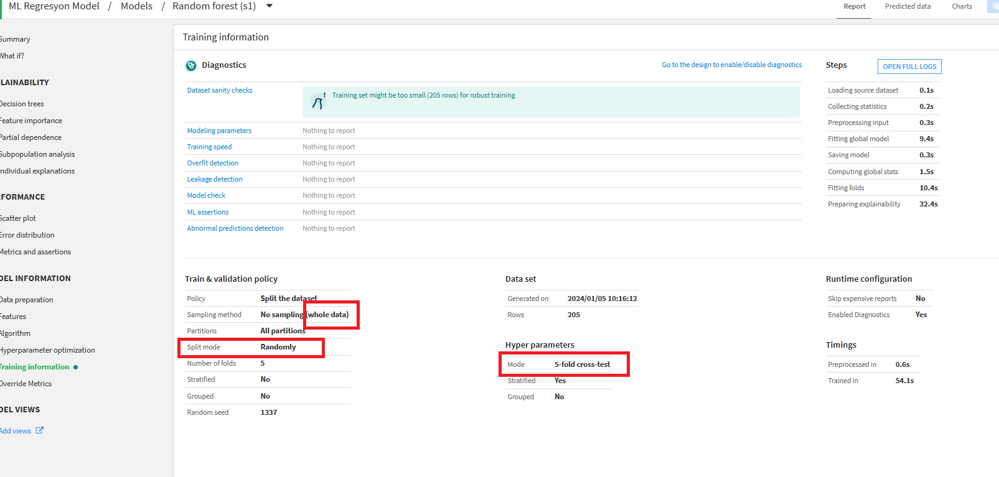 ML Regresyon Model / Models / Random forest (s1)
Report Predicted data Charts
Summary
What if?
PLAINABILITY
Decision trees
Feature importance
Partial dependence
Subpopulation analysis
Individual explanations
RFORMANCE
Scatter plot
Error distribution
Metrics and assertions
DEL INFORMATION
Data preparation
Features
Algorithm
Hyperparameter optimization
Training information
Override Metrics
DEL VIEWS
Add views
Training information
Diagnostics
Go to the design to enable/disable diagnostics
Dataset sanity checks
Training set might be too small (205 rows) for robust training
Modeling parameters Nothing to report
Training speed Nothing to report
Overfit detection Nothing to report
Leakage detection Nothing to report
Model check Nothing to report
ML assertions Nothing to report
Abnormal predictions detection Nothing to report
Steps OPEN FULL LOGS
Loading source dataset 0.1s
Collecting statistics 0.2s
Preprocessing input 0.3s
Fitting global model 9.4s
Saving model 0.3s
Computing global stats 1.5s
Fitting folds 10.4s
Preparing explainability 32.4s
Train & validation policy
Policy Split the dataset
Sampling method No sampling (whole data)
Partitions All partitions
Split mode Randomly
Number of folds 5
Stratified No
Grouped No
Random seed 1337
Data set
Generated on 2024/01/05 10:16:12
Rows 205
Hyper parameters
Mode 5-fold cross-test
Stratified Yes
Grouped No
Runtime configuration
Skip expensive reports No
Enabled Diagnostics Yes
Timings
Preprocessed in 0.6s
Trained in 54.1s